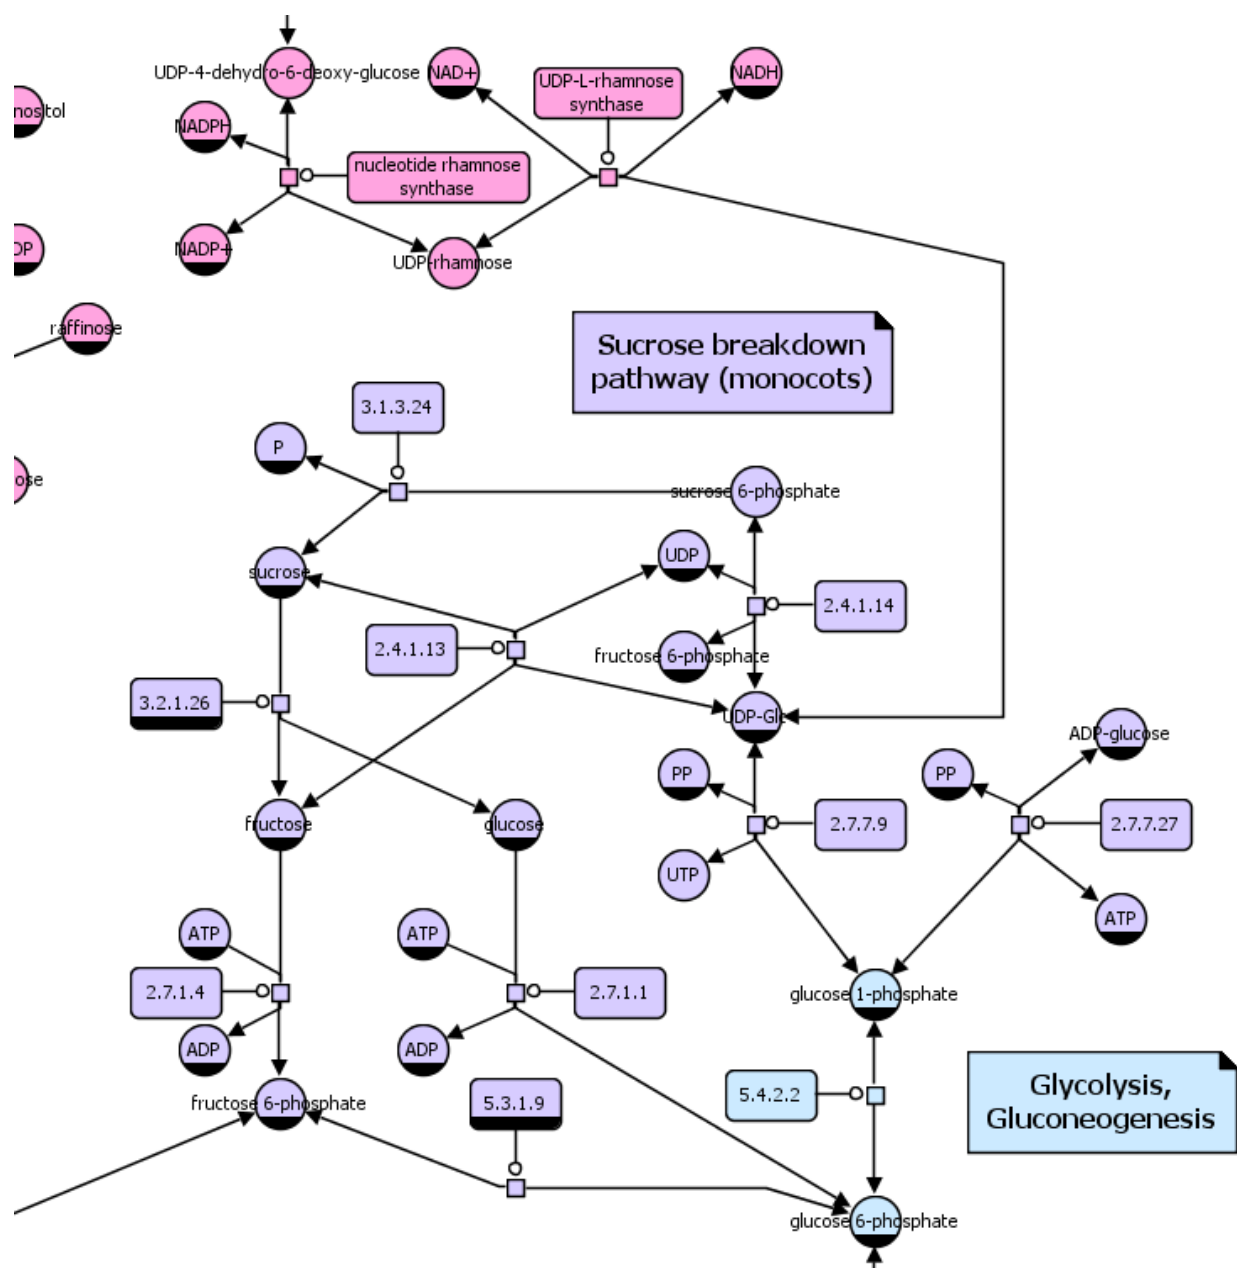 UDP-4-dehydro-6-deoxy-glucose
NAD+
UDP-L-rhamnose
synthase
NADH
nositol
NADPH
nucleotide rhamnose
synthase
DP
NADP+
UDP-rhamnose
raffinose
Sucrose breakdown
pathway (monocots)
3.1.3.24
P
ose
sucrose 6-phosphate
sucrose
UDP
2.4.1.14
2.4.1.13
fructose 6-phosphate
3.2.1.26
UDP-Glc
ADP-glucose
PP
PP
fructose
glucose
2.7.7.9
2.7.7.27
UTP
ATP
ATP
ATP
2.7.1.4
2.7.1.1
glucose 1-phosphate
ADP
ADP
fructose 6-phosphate
5.3.1.9
5.4.2.2
Glycolysis,
Gluconeogenesis
glucose 6-phosphate